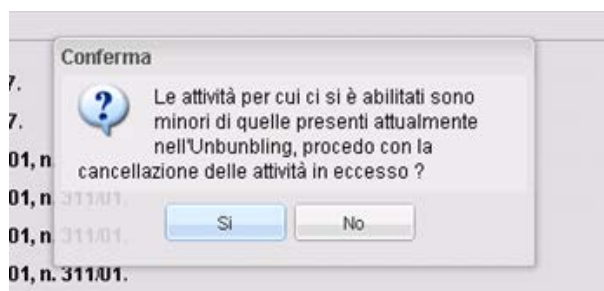 Conferma
7.
Le attività per cui ci si è abilitati sono
7.
minori di quelle presenti attualmente
nell'Unbunbling, procedo con la
01, n
cancellazione delle attività in eccesso ?
01, n. 311/01.
Si
No
01, n. 311/01.
01, n. 311/01.